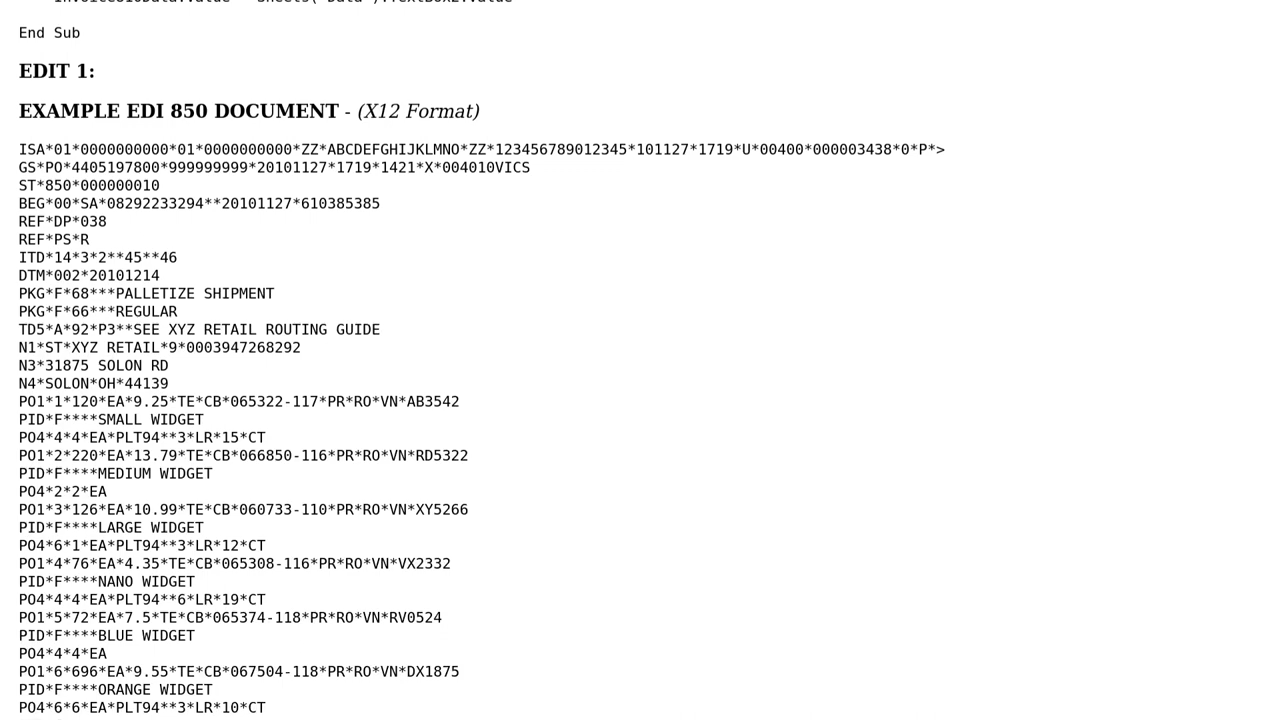 End Sub
EDIT 1:
EXAMPLE EDI 850 DOCUMENT - (X12 Format)
ISA*01*0000000000*01*0000000000*ZZ*ABCDEFGHIJKLMNO*ZZ*123456789012345*101127*1719*U*00400*000003438*0*P*>
GS*PO*4405197800*999999999*20101127*1719*1421*X*004010VICS
ST*850*000000010
BEG*00*SA*08292233294**20101127*610385385
REF*DP*038
REF*PS*R
ITD*14*3*2**45**46
DTM*002*20101214
PKG*F*68***PALLETIZE SHIPMENT
PKG*F*66***REGULAR
TD5*A*92*P3**SEE XYZ RETAIL ROUTING GUIDE
N1*ST*XYZ RETAIL*9*0003947268292
N3*31875 SOLON RD
N4*SOLON*OH*44139
PO1*1*120*EA*9.25*TE*CB*065322-117*PR*RO*VN*AB3542
PID*F****SMALL WIDGET
PO4*4*4*EA*PLT94**3*LR*15*CT
PO1*2*220*EA*13.79*TE*CB*066850-116*PR*RO*VN*RD5322
PID*F****MEDIUM WIDGET
PO4*2*2*EA
PO1*3*126*EA*10.99*TE*CB*060733-110*PR*RO*VN*XY5266
PID*F****LARGE WIDGET
PO4*6*1*EA*PLT94**3*LR*12*CT
PO1*4*76*EA*4.35*TE*CB*065308-116*PR*RO*VN*VX2332
PID*F****NANO WIDGET
PO4*4*4*EA*PLT94**6*LR*19*CT
PO1*5*72*EA*7.5*TE*CB*065374-118*PR*RO*VN*RV0524
PID*F****BLUE WIDGET
PO4*4*4*EA
PO1*6*696*EA*9.55*TE*CB*067504-118*PR*RO*VN*DX1875
PID*F****ORANGE WIDGET
PO4*6*6*EA*PLT94**3*LR*10*CT